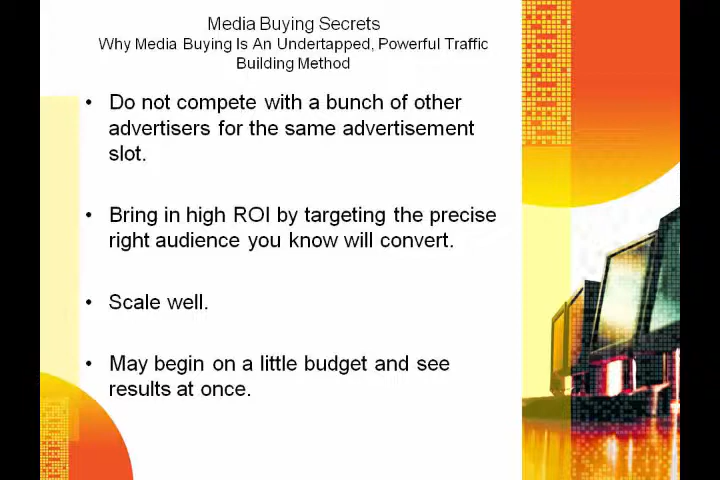 Media Buying Secrets
Why Media Buying Is An Undertapped, Powerful Traffic
Building Method
• Do not compete with a bunch of other
advertisers for the same advertisement
slot.
• Bring in high ROI by targeting the precise
right audience you know will convert.
• Scale well.
• May begin on a little budget and see
results at once.